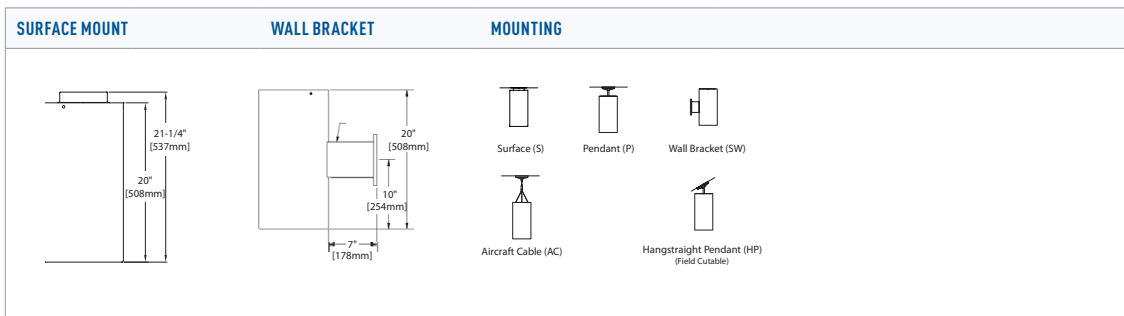 SURFACE MOUNT
WALL BRACKET
MOUNTING
21-1/4"
[537mm]
20"
[508mm]
20"
[508mm]
10"
[254mm]
7"
[178mm]
Surface (S)
Pendant (P)
Wall Bracket (SW)
Aircraft Cable (AC)
Hangstraight Pendant (HP)
(Field Cutable)